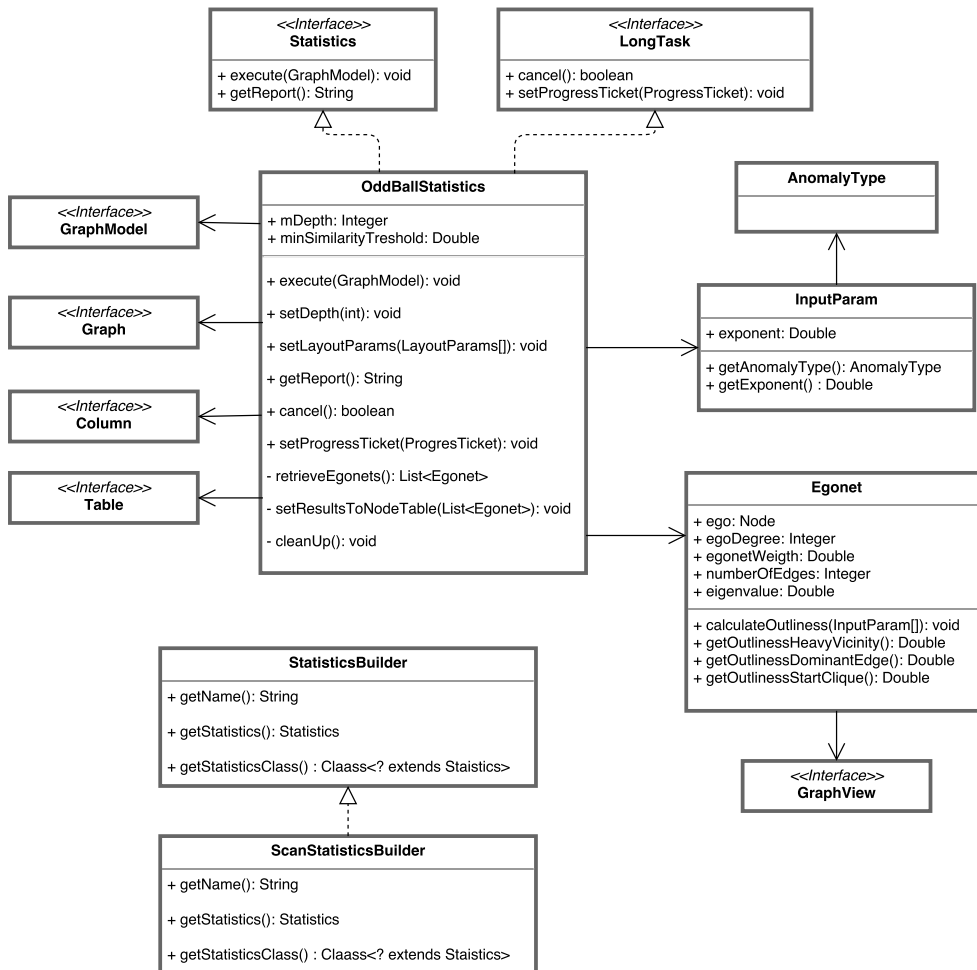 <<Interface>>
Statistics
+ execute(GraphModel): void
+ getReport(): String
<<Interface>>
LongTask
+ cancel(): boolean
+ setProgressTicket(ProgressTicket): void
OddBallStatistics
+ mDepth: Integer
+ minSimilarityTreshold: Double
+ execute(GraphModel): void
+ setDepth(int): void
+ setLayoutParams(LayoutParams[]): void
+ getReport(): String
+ cancel(): boolean
+ setProgressTicket(ProgresTicket): void
- retrieveEgonets(): List<Egonet>
- setResultsToNodeTable(List<Egonet>): void
- cleanUp(): void
<<Interface>>
GraphModel
<<Interface>>
Graph
<<Interface>>
Column
<<Interface>>
Table
AnomalyType
InputParam
+ exponent: Double
+ getAnomalyType(): AnomalyType
+ getExponent() : Double
Egonet
+ ego: Node
+ egoDegree: Integer
+ egonetWeigth: Double
+ numberOfEdges: Integer
+ eigenvalue: Double
+ calculateOutliness(InputParam[]): void
+ getOutlinessHeavyVicinity(): Double
+ getOutlinessDominantEdge(): Double
+ getOutlinessStartClique(): Double
<<Interface>>
GraphView
StatisticsBuilder
+ getName(): String
+ getStatistics(): Statistics
+ getStatisticsClass() : Claass<? extends Staistics>
ScanStatisticsBuilder
+ getName(): String
+ getStatistics(): Statistics
+ getStatisticsClass() : Claass<? extends Staistics>